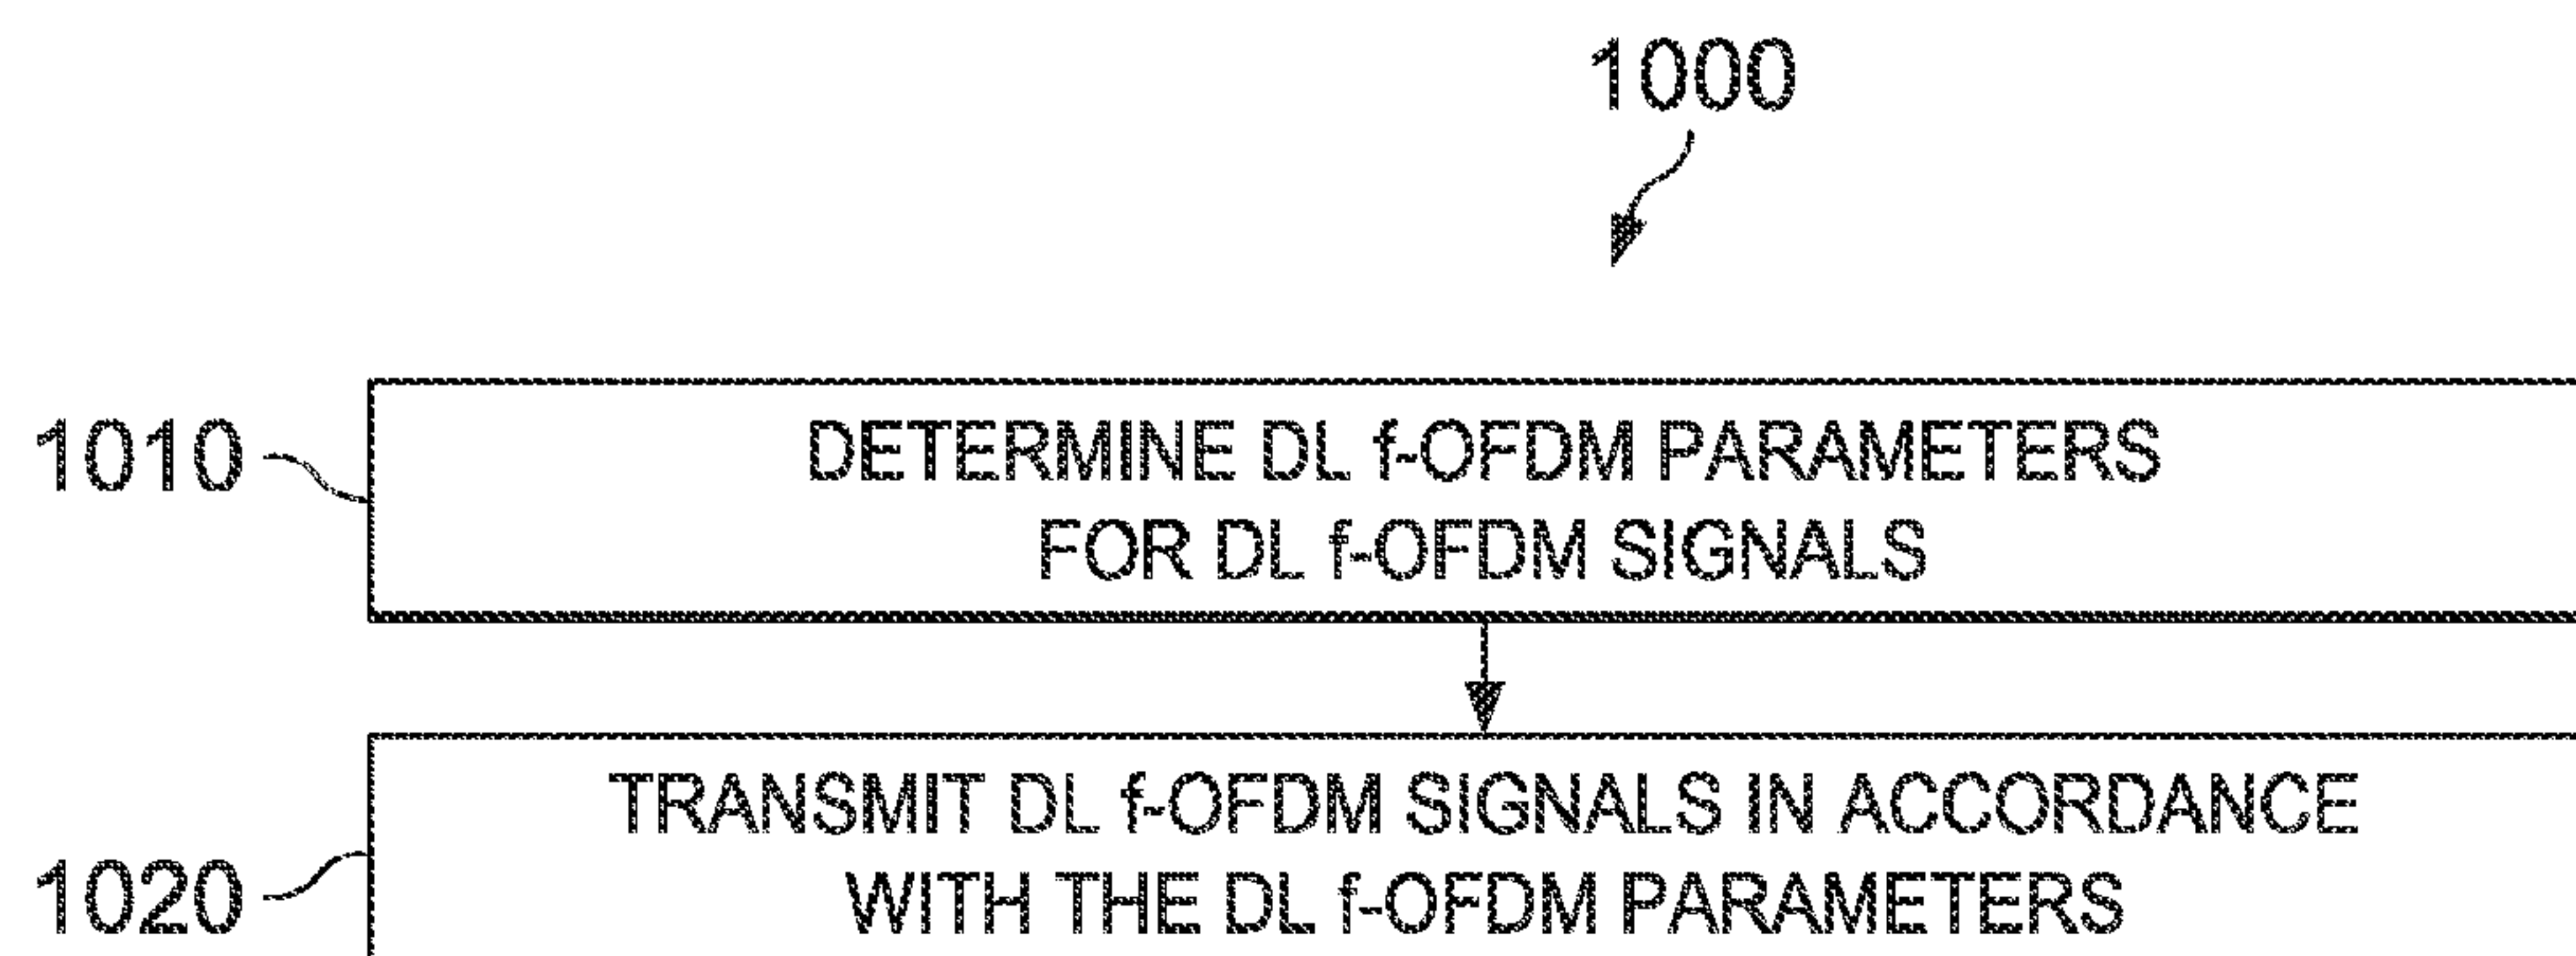 1000
1010
DETERMINE DL f-OFDM PARAMETERS
FOR DL f-OFDM SIGNALS
1020
TRANSMIT DL f-OFDM SIGNALS IN ACCORDANCE
WITH THE DL f-OFDM PARAMETERS